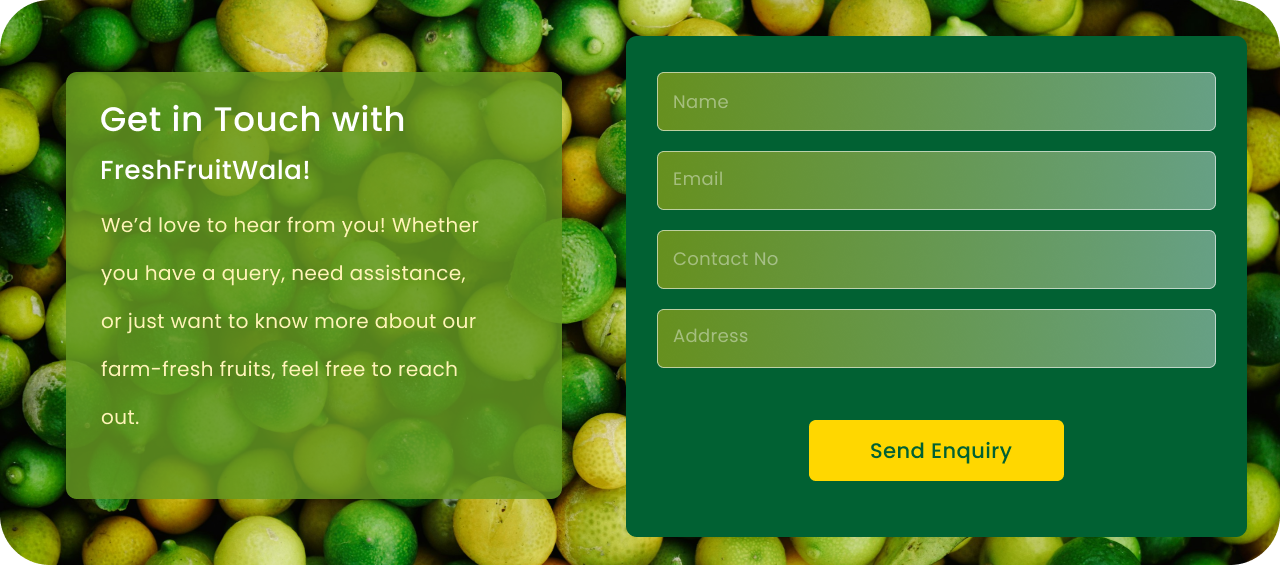 Get in Touch with
FreshFruitWala!
We’d love to hear from you! Whether
you have a query, need assistance,
or just want to know more about our
farm-fresh fruits, feel free to reach
out.
Name
Email
Contact No
Address
Send Enquiry